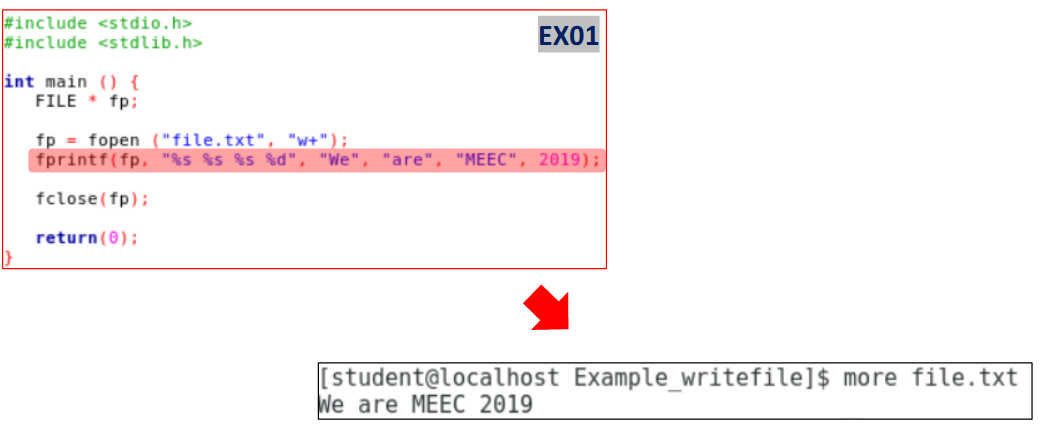 #include <stdio.h>
#include <stdlib.h>
EX01
int main () {
FILE * fp;
fp = fopen ("file.txt", "w+");
fprintf(fp, "%s %s %s %d", "We", "are", "MEEC", 2019);
fclose(fp);
return(0);
}
[student@localhost Example_writefile]$ more file.txt
We are MEEC 2019